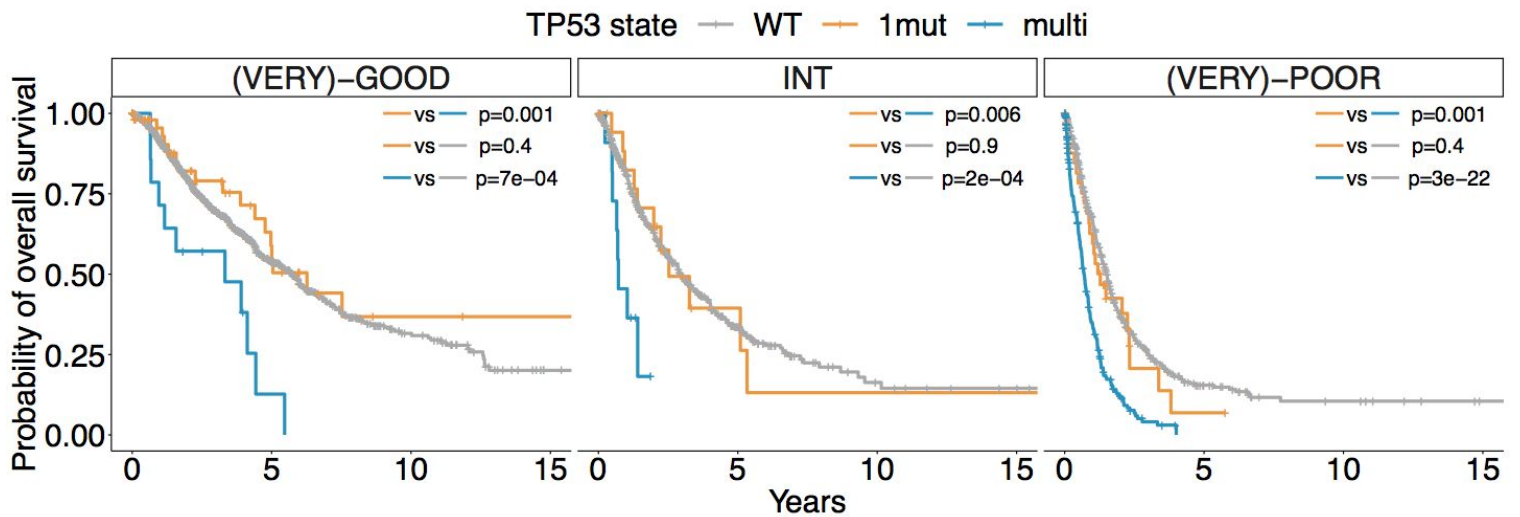 TP53 state WT 1mut multi
(VERY)−GOOD INT (VERY)−POOR
Probability of overall survival
1.00
0.75
0.50
0.25
0.00
vs p=0.001
vs p=0.4
vs p=7e−04
vs p=0.006
vs p=0.9
vs p=2e−04
vs p=0.001
vs p=0.4
vs p=3e−22
0 5 10 15 0 5 10 15 0 5 10 15
Years